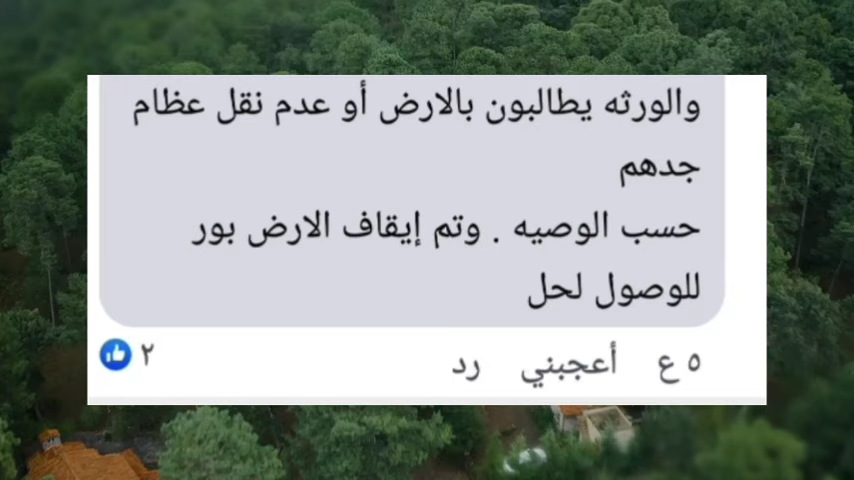 والورثه يطالبون بالارض أو عدم نقل عظام
جدهم
حسب الوصيه . وتم إيقاف الارض بور
للوصول لحل
٥ ع أعجبني رد ٢